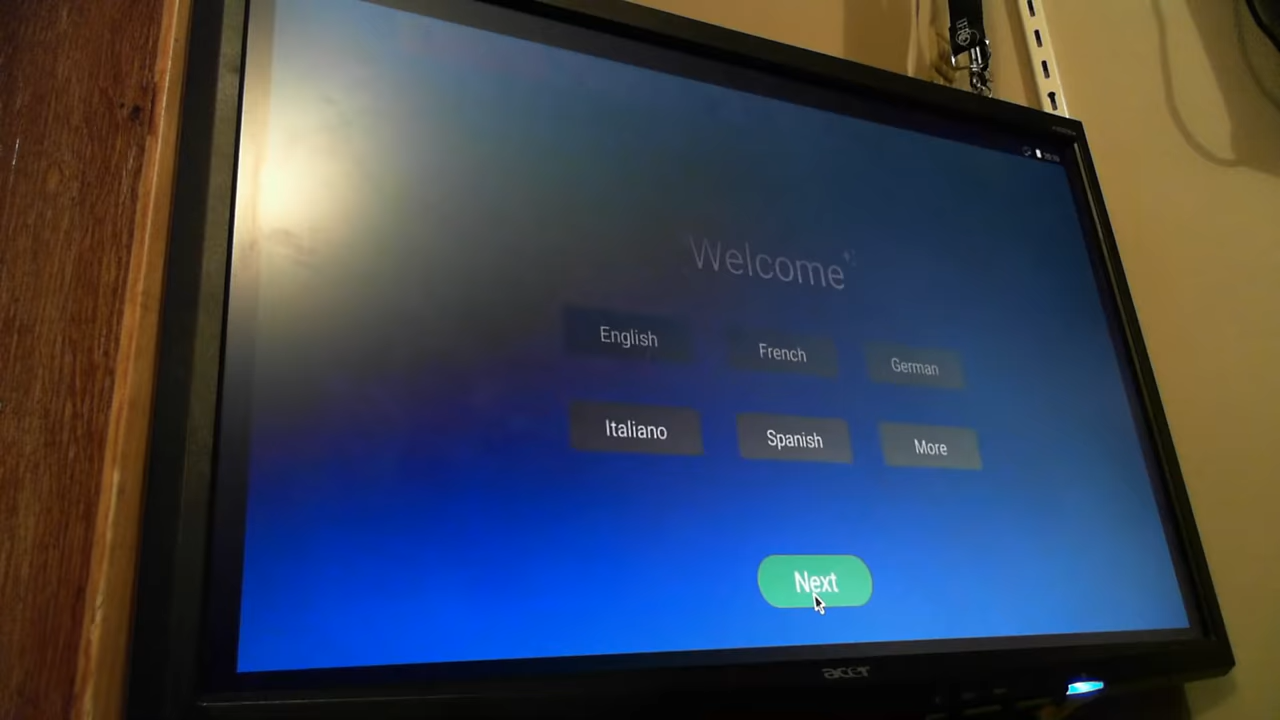 Welcome
English French German
Italiano Spanish More
Next
acer